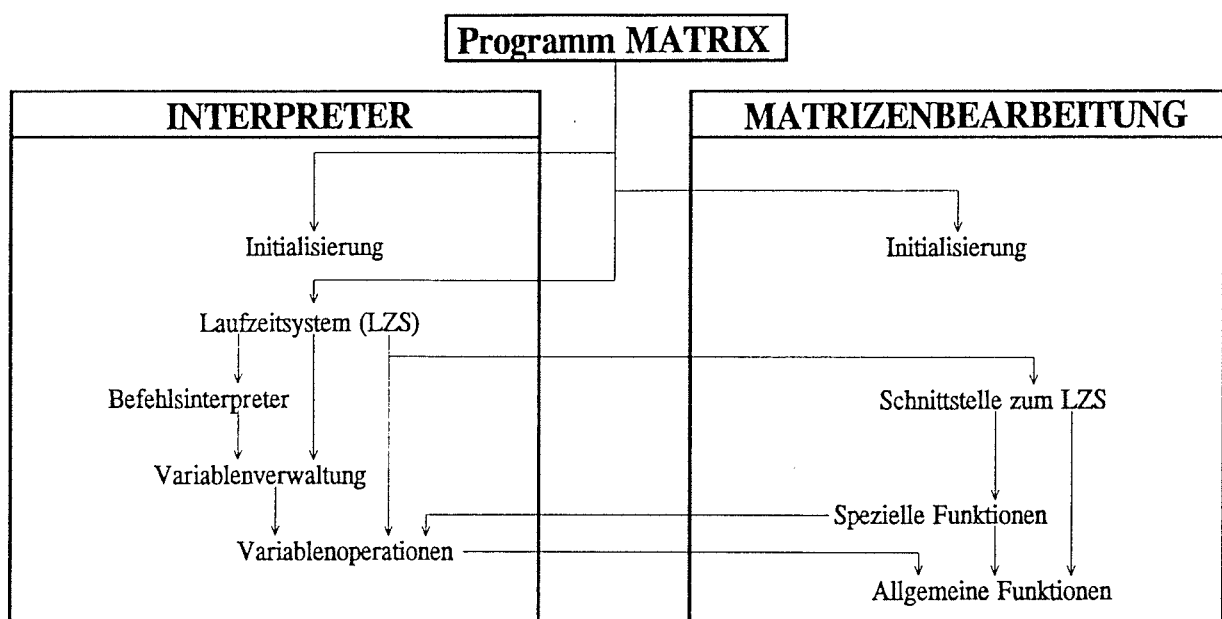 Programm MATRIX
INTERPRETER
MATRIZENBEARBEITUNG
Initialisierung
Initialisierung
Laufzeitsystem (LZS)
Befehlsinterpreter
Schnittstelle zum LZS
Variablenverwaltung
Spezielle Funktionen
Variablenoperationen
Allgemeine Funktionen